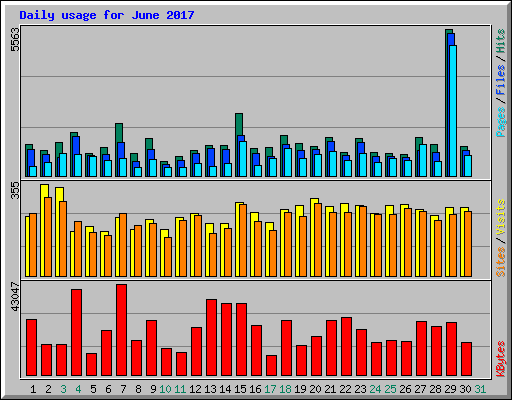 Daily usage for June 2017
5563
Pages / Files / Hits
355
Sites / Visits
43047
KBytes
1 2 3 4 5 6 7 8 9 10 11 12 13 14 15 16 17 18 19 20 21 22 23 24 25 26 27 28 29 30 31